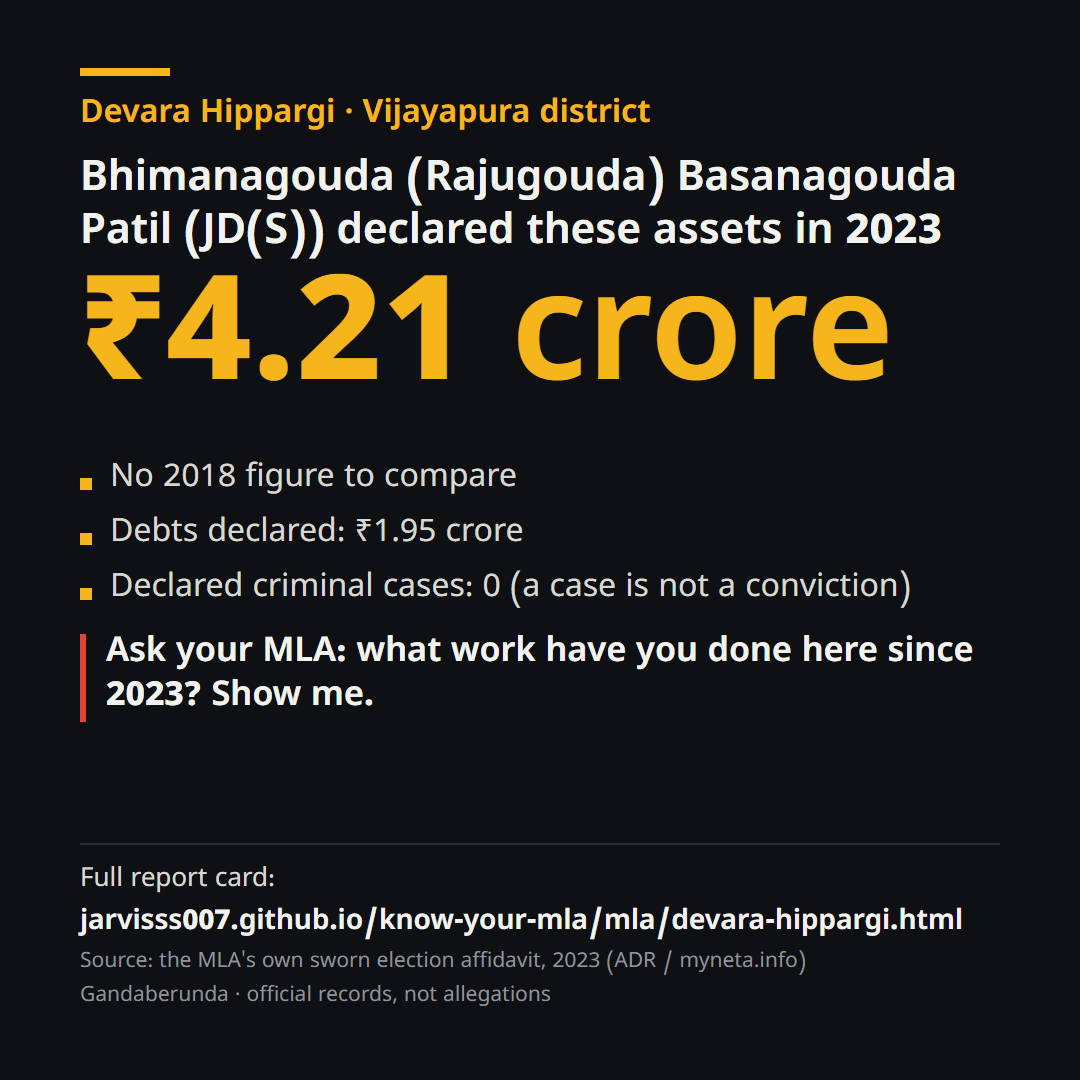 Devara Hippargi · Vijayapura district
Bhimanagouda (Rajugouda) Basanagouda
Patil (JD(S)) declared these assets in 2023
₹4.21 crore
No 2018 figure to compare
Debts declared: ₹1.95 crore
Declared criminal cases: 0 (a case is not a conviction)
Ask your MLA: what work have you done here since
2023? Show me.
Full report card:
jarvisss007.github.io/know-your-mla/mla/devara-hippargi.html
Source: the MLA's own sworn election affidavit, 2023 (ADR / myneta.info)
Gandaberunda · official records, not allegations